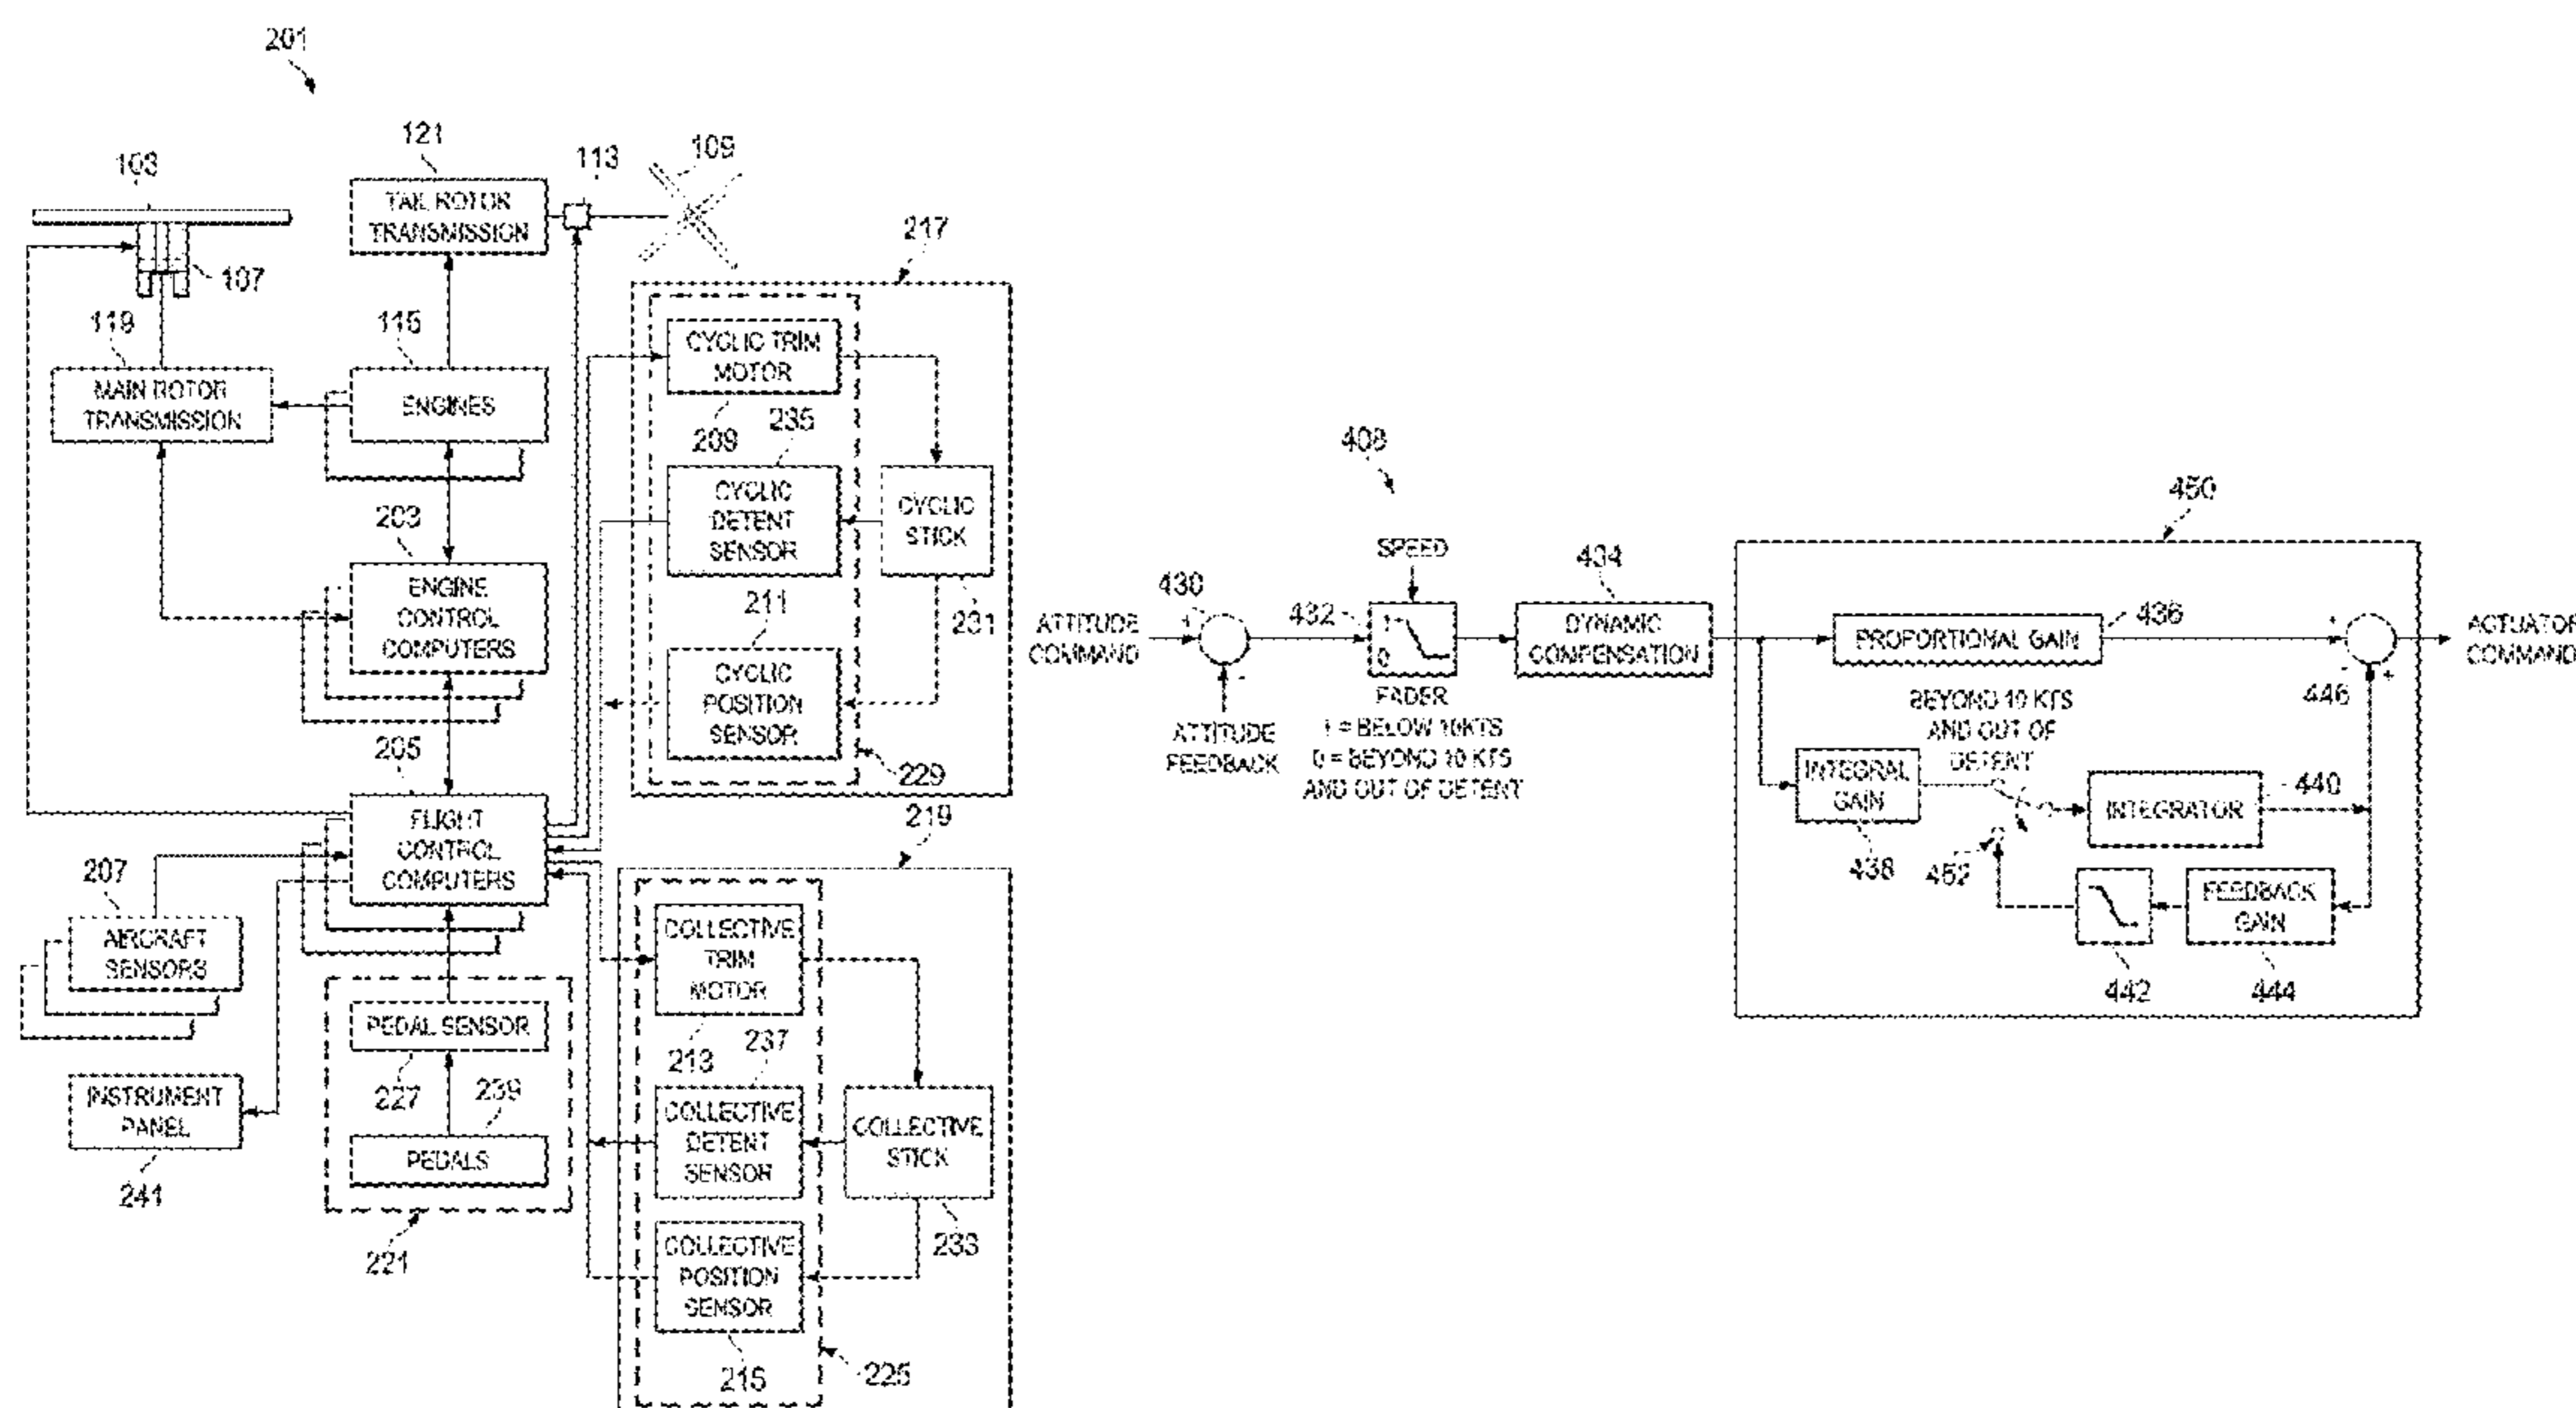 201
103
107
119
MAIN ROTOR
TRANSMISSION
121
TAIL ROTOR
TRANSMISSION
113
109
115
ENGINES
203
ENGINE
CONTROL
COMPUTERS
205
FLIGHT
CONTROL
COMPUTERS
207
AIRCRAFT
SENSORS
INSTRUMENT
PANEL
241
PEDAL SENSOR
227
239
PEDALS
221
217
CYCLIC TRIM
MOTOR
209
235
CYCLIC
DETENT
SENSOR
211
CYCLIC
POSITION
SENSOR
CYCLIC
STICK
231
229
219
COLLECTIVE
TRIM
MOTOR
213
237
COLLECTIVE
DETENT
SENSOR
COLLECTIVE
POSITION
SENSOR
215
COLLECTIVE
STICK
233
225
408
ATTITUDE
COMMAND
430
+
-
ATTITUDE
FEEDBACK
SPEED
432
1
0
FADER
1 = BELOW 10KTS
0 = BEYOND 10 KTS
AND OUT OF DETENT
434
DYNAMIC
COMPENSATION
450
PROPORTIONAL GAIN
436
INTEGRAL
GAIN
438
BEYOND 10 KTS
AND OUT OF
DETENT
452
INTEGRATOR
440
442
FEEDBACK
GAIN
444
+
+
446
ACTUATOR
COMMAND